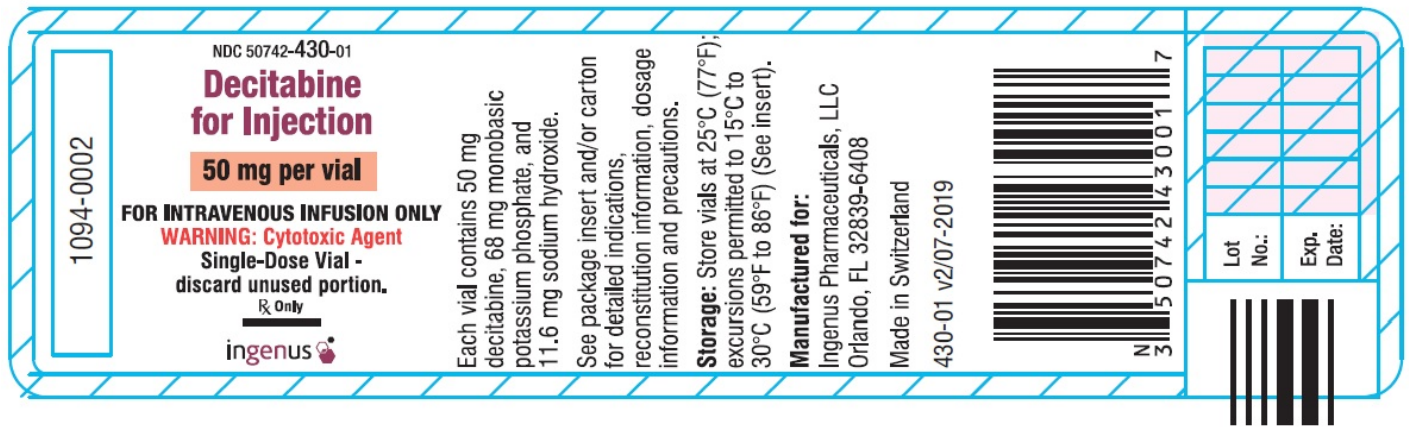 1094-0002
NDC 50742-430-01
Decitabine
for Injection
50 mg per vial
FOR INTRAVENOUS INFUSION ONLY
WARNING: Cytotoxic Agent
Single-Dose Vial -
discard unused portion.
℞ Only
ingenus
Each vial contains 50 mg
decitabine, 68 mg monobasic
potassium phosphate, and
11.6 mg sodium hydroxide.
See package insert and/or carton
for detailed indications,
reconstitution information, dosage
information and precautions.
Storage: Store vials at 25°C (77°F);
excursions permitted to 15°C to
30°C (59°F to 86°F) (See insert).
Manufactured for:
Ingenus Pharmaceuticals, LLC
Orlando, FL 32839-6408
Made in Switzerland
430-01 v2/07-2019
N
3 50742 43001 7
Lot
No.:
Exp.
Date: